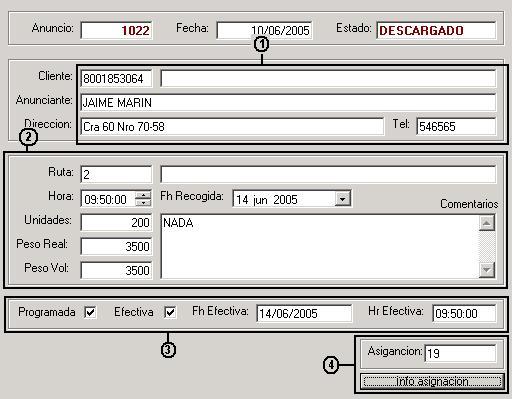 Anuncio: 1022 Fecha: 10/06/2005 Estado: DESCARGADO
1
Cliente: 8001853064
Anunciante: JAIME MARIN
Direccion: Cra 60 Nro 70-58 Tel: 546565
2
Ruta: 2
Hora: 09:50:00 Fh Recogida: 14 jun 2005
Comentarios
Unidades: 200 NADA
Peso Real: 3500
Peso Vol: 3500
Programada Efectiva Fh Efectiva: 14/06/2005 Hr Efectiva: 09:50:00
3
4
Asigancion: 19
Info asignacion